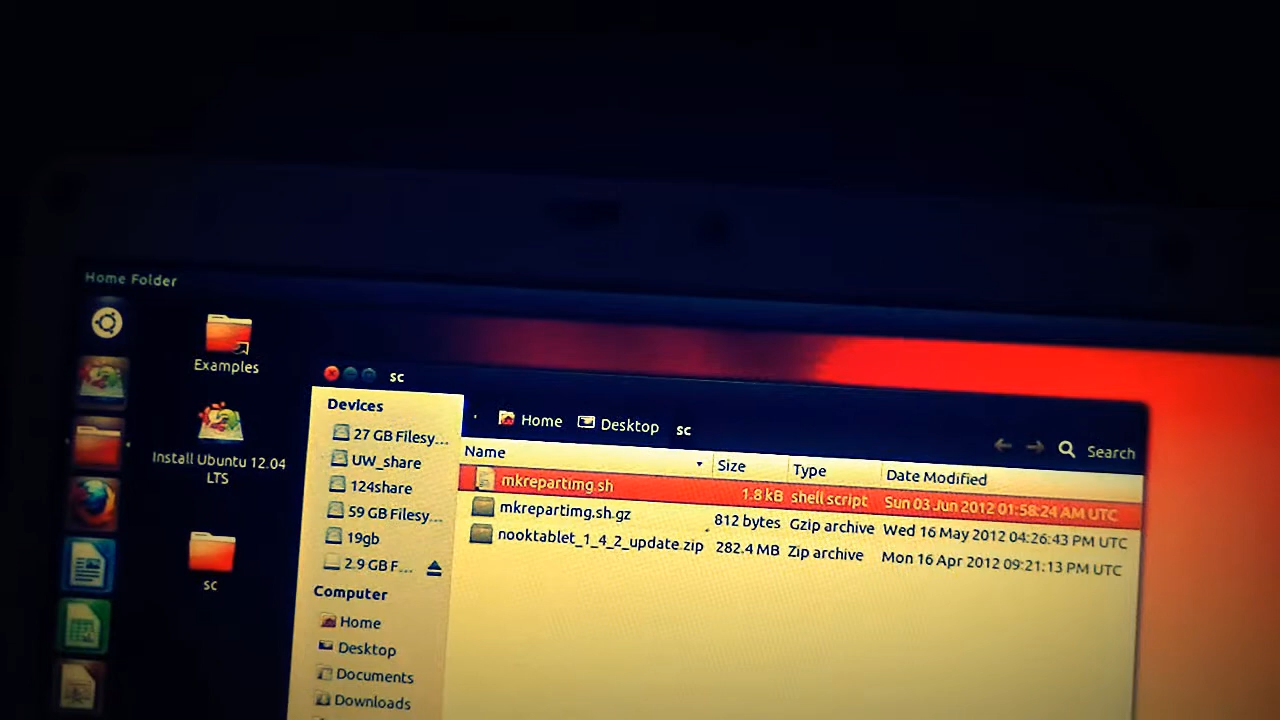 Home Folder
Examples
Install Ubuntu 12.04
LTS
sc
sc
Devices
27 GB Filesy...
UW_share
124share
59 GB Filesy...
19gb
2.9 GB F...
Computer
Home
Desktop
Documents
Downloads
Home Desktop sc
Search
Name Size Type Date Modified
mkrepartimg.sh 1.8 kB shell script Sun 03 Jun 2012 01:58:24 AM UTC
mkrepartimg.sh.gz 812 bytes Gzip archive Wed 16 May 2012 04:26:43 PM UTC
nooktablet_1_4_2_update.zip 282.4 MB Zip archive Mon 16 Apr 2012 09:21:13 PM UTC